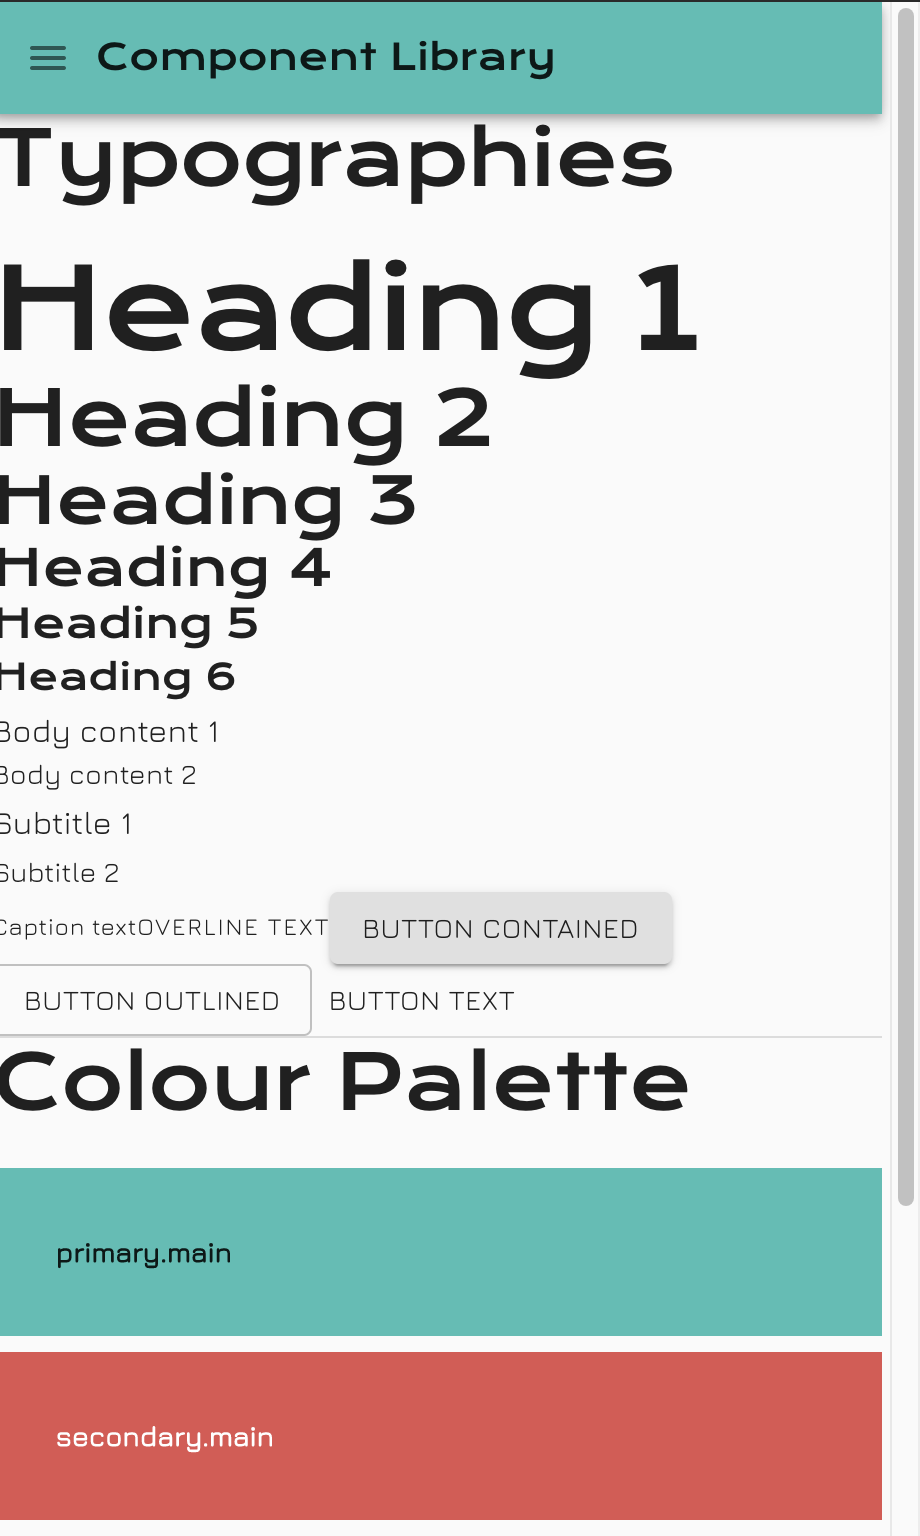 Component Library
Typographies
Heading 1
Heading 2
Heading 3
Heading 4
Heading 5
Heading 6
Body content 1
Body content 2
Subtitle 1
Subtitle 2
Caption textOVERLINE TEXT BUTTON CONTAINED
BUTTON OUTLINED BUTTON TEXT
Colour Palette
primary.main
secondary.main